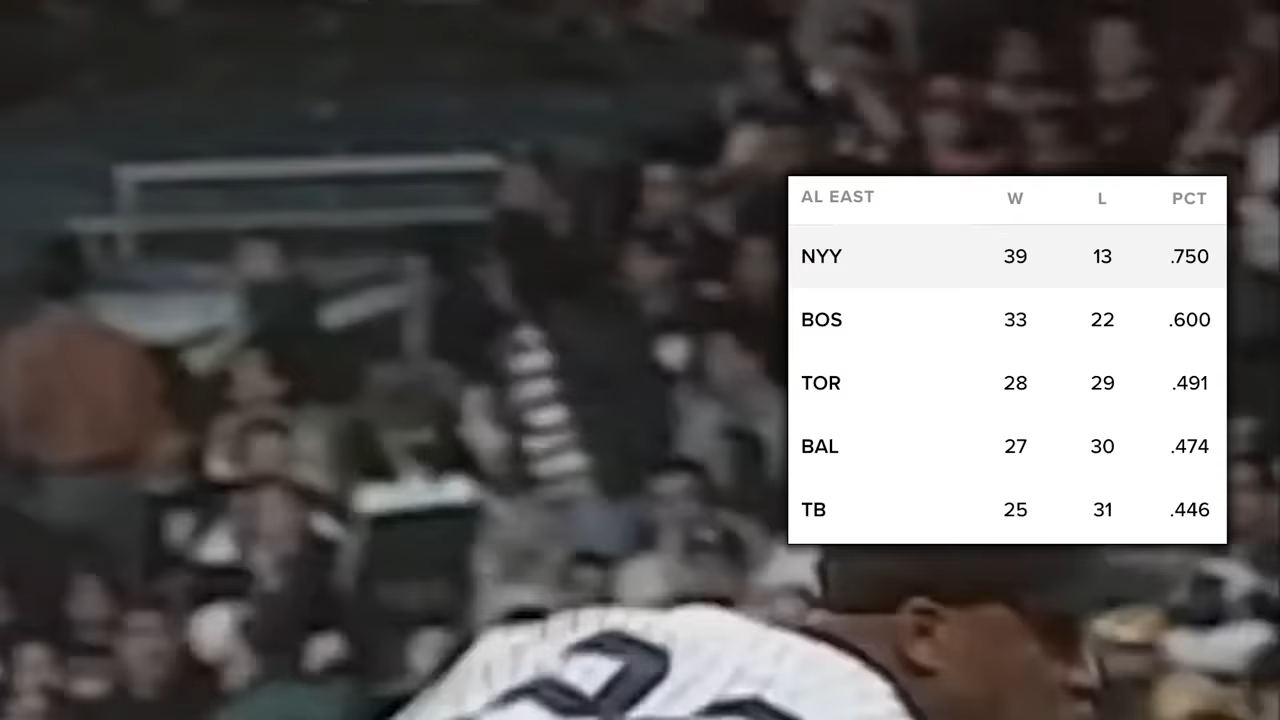 AL EAST W L PCT
NYY 39 13 .750
BOS 33 22 .600
TOR 28 29 .491
BAL 27 30 .474
TB 25 31 .446